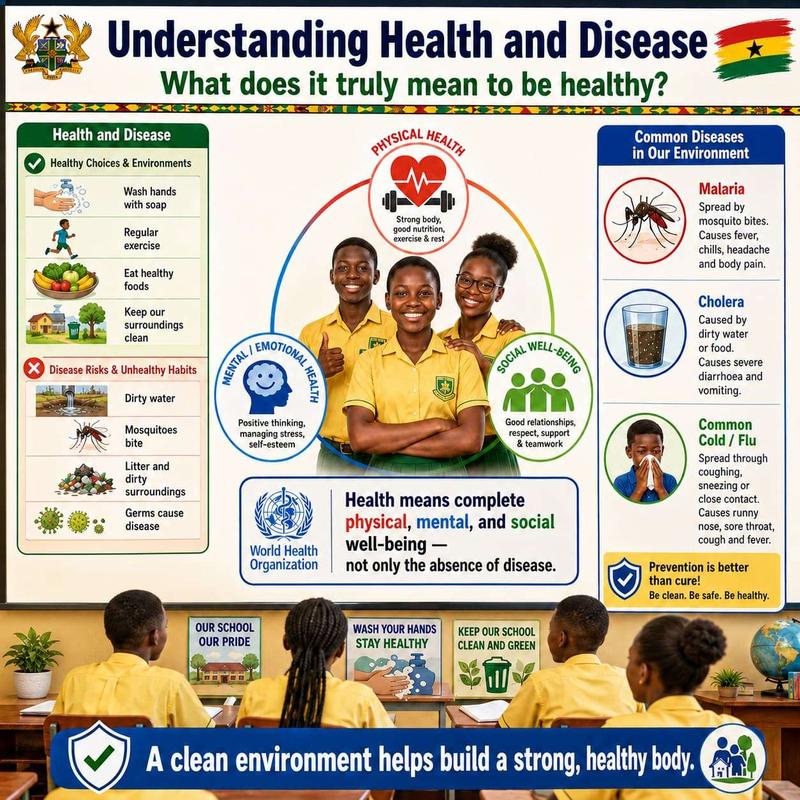 Understanding Health and Disease
What does it truly mean to be healthy?
Health and Disease
Healthy Choices & Environments
Wash hands
with soap
Regular
exercise
Eat healthy
foods
Keep our
surroundings
clean
Disease Risks & Unhealthy Habits
Dirty water
Mosquitoes
bite
Litter and
dirty
surroundings
Germs cause
disease
PHYSICAL HEALTH
Strong body,
good nutrition,
exercise & rest
MENTAL / EMOTIONAL HEALTH
Positive thinking,
managing stress,
self-esteem
SOCIAL WELL-BEING
Good relationships,
respect, support
& teamwork
World Health
Organization
Health means complete
physical, mental, and social
well-being —
not only the absence of disease.
Common Diseases
in Our Environment
Malaria
Spread by
mosquito bites.
Causes fever,
chills, headache
and body pain.
Cholera
Caused by
dirty water
or food.
Causes severe
diarrhoea and
vomiting.
Common
Cold / Flu
Spread through
coughing,
sneezing or
close contact.
Causes runny
nose, sore throat,
cough and fever.
Prevention is better
than cure!
Be clean. Be safe. Be healthy.
OUR SCHOOL
OUR PRIDE
WASH YOUR HANDS
STAY HEALTHY
KEEP OUR SCHOOL
CLEAN AND GREEN
A clean environment helps build a strong, healthy body.